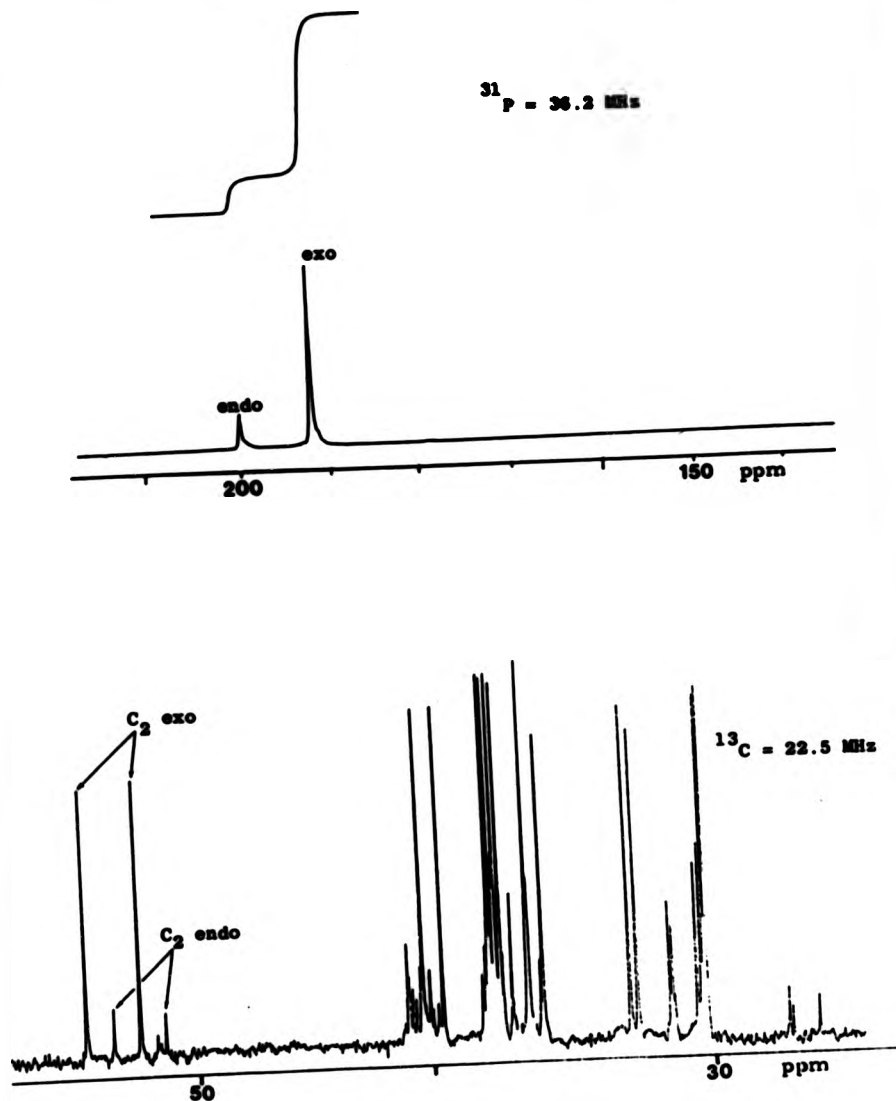 31P = 36.2 MHz
exo
endo
200
150 ppm
C2 exo
13C = 22.5 MHz
C2 endo
50
30 ppm